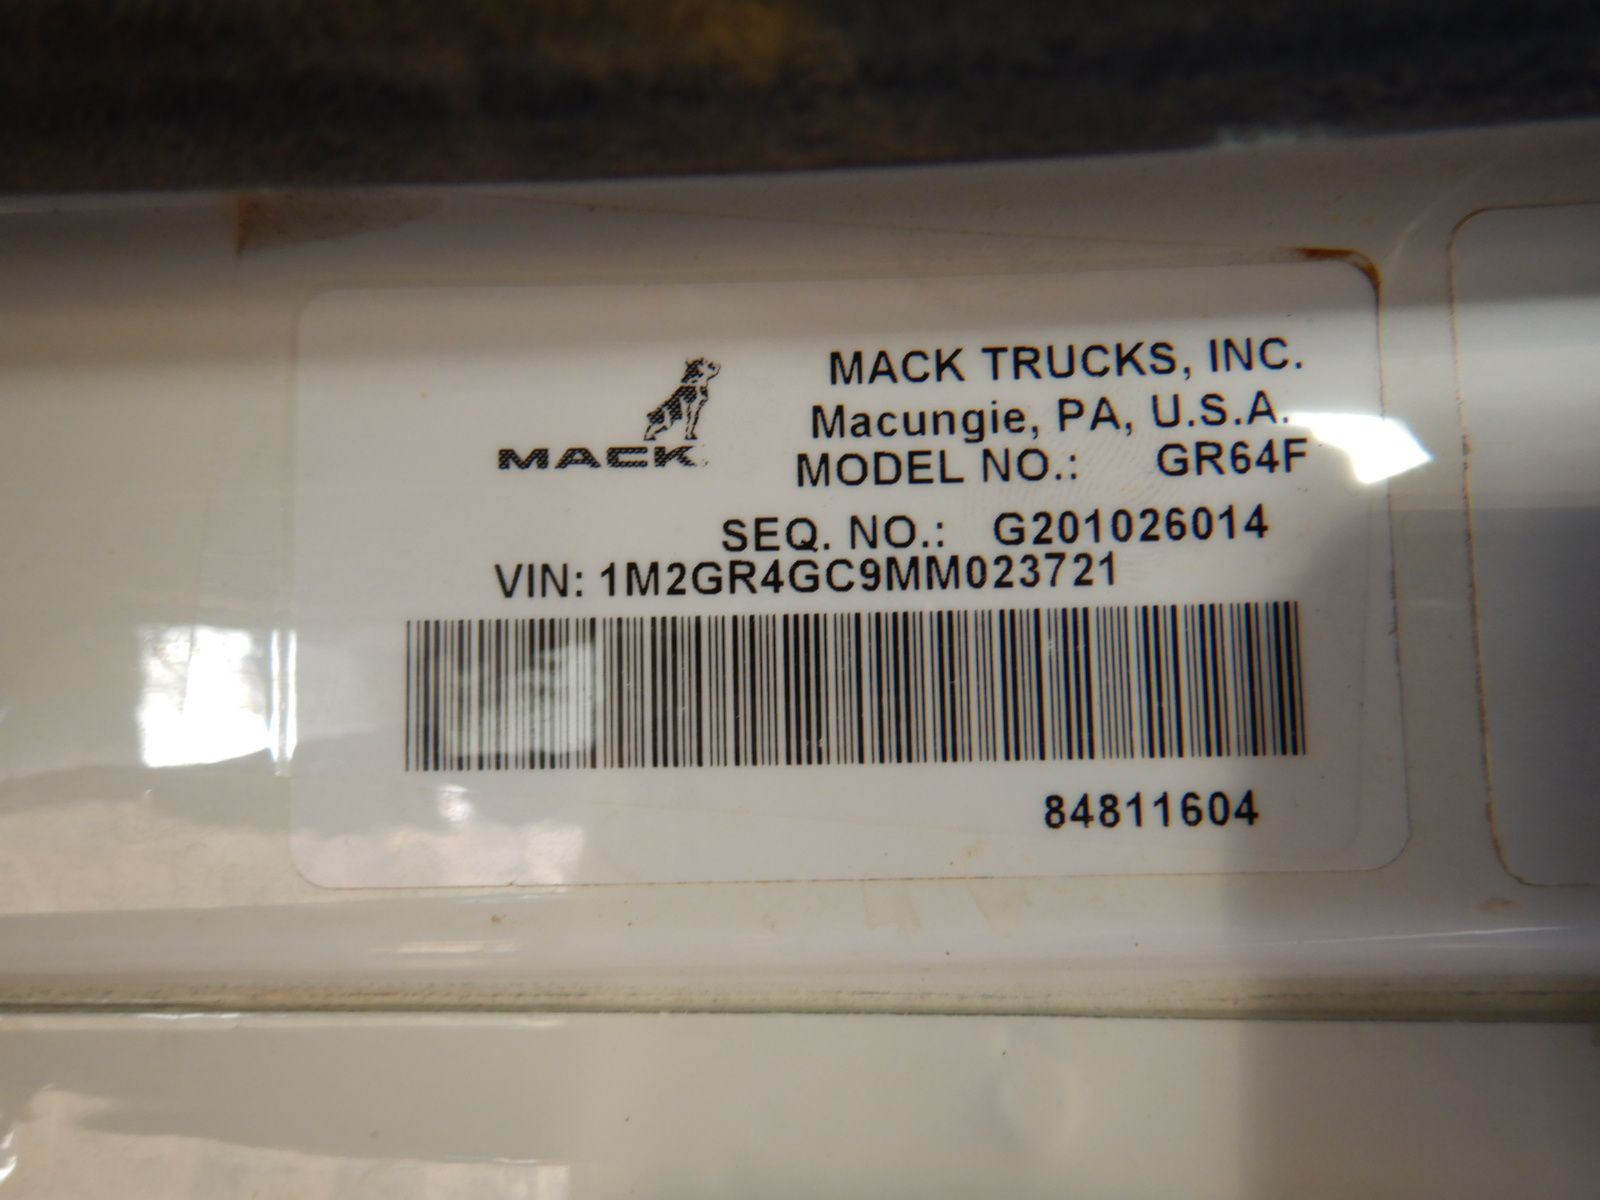 MACK TRUCKS, INC.
Macungie, PA, U.S.A.
MACK
MODEL NO.: GR64F
SEQ. NO.: G201026014
VIN: 1M2GR4GC9MM023721
84811604